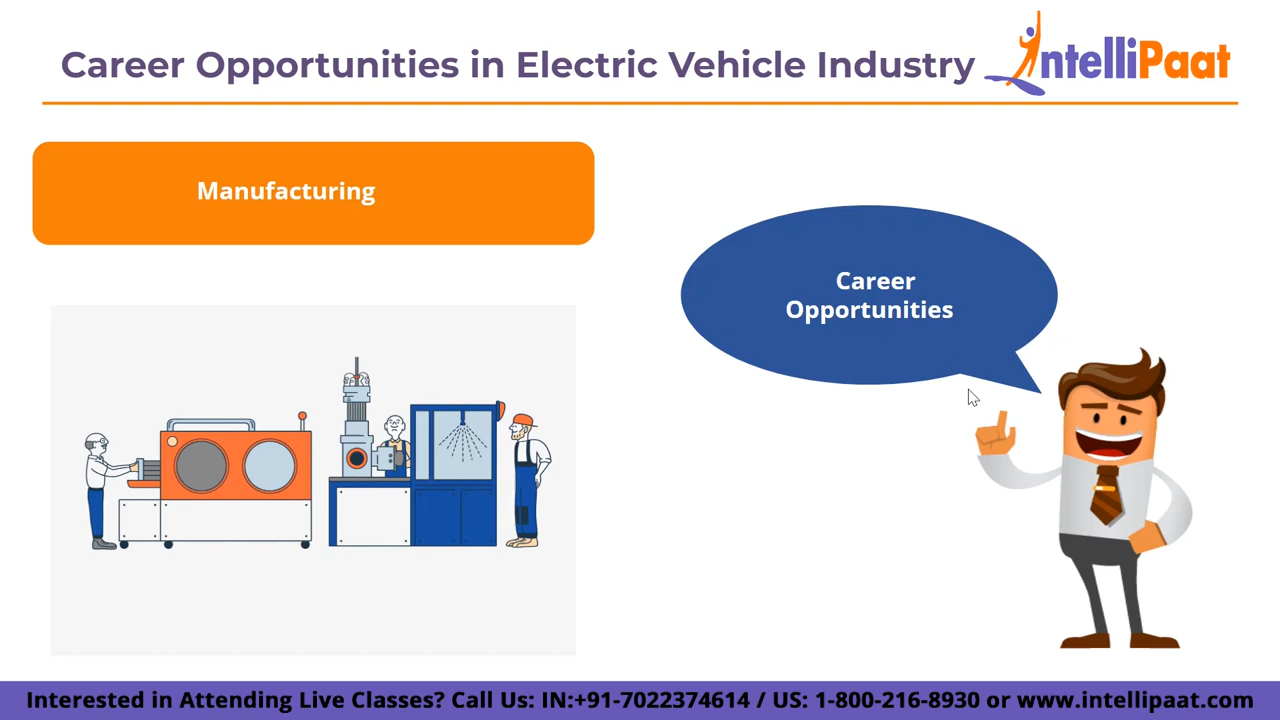 Career Opportunities in Electric Vehicle Industry
IntelliPaat
Manufacturing
Career
Opportunities
Interested in Attending Live Classes? Call Us: IN:+91-7022374614 / US: 1-800-216-8930 or www.intellipaat.com